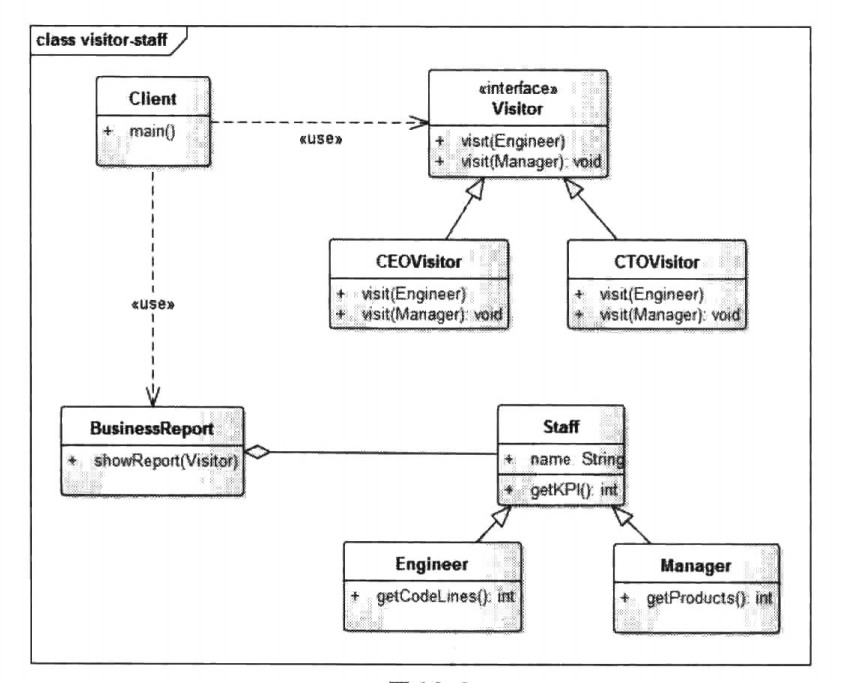 class visitor-staff
Client
+ main()
«use»
«interface»
Visitor
+ visit(Engineer)
+ visit(Manager): void
CEOVisitor
+ visit(Engineer)
+ visit(Manager): void
CTOVisitor
+ visit(Engineer)
+ visit(Manager): void
«use»
BusinessReport
+ showReport(Visitor)
Staff
+ name String
+ getKPI(): int
Engineer
+ getCodeLines(): int
Manager
+ getProducts(): int